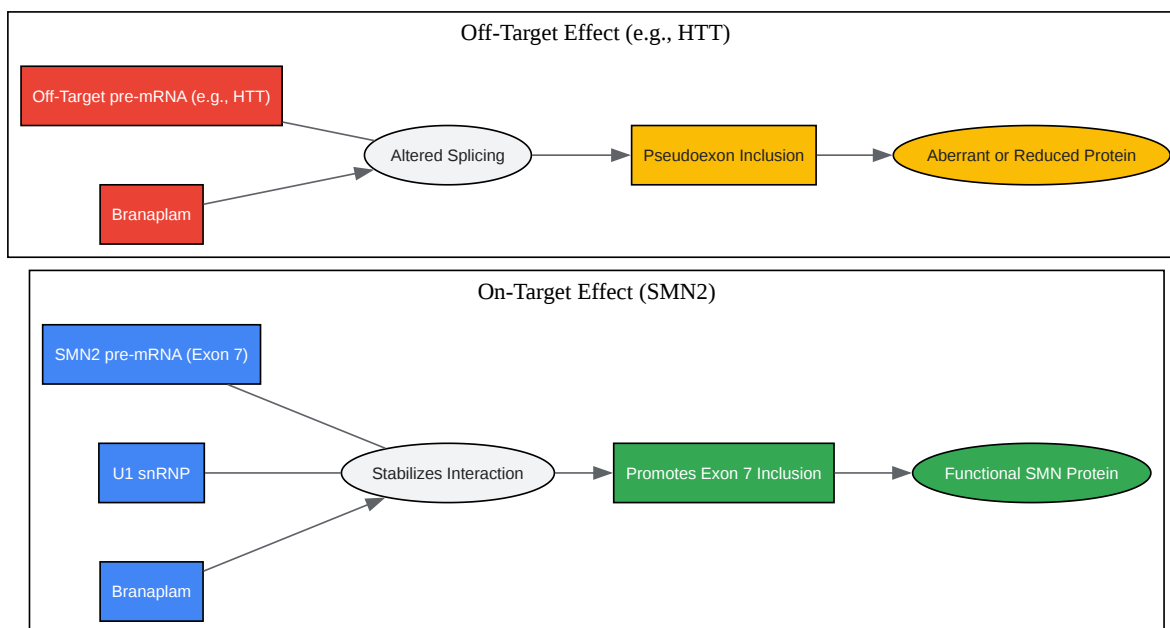 Off-Target Effect (e.g., HTT)
Off-Target pre-mRNA (e.g., HTT)
Altered Splicing
Pseudoexon Inclusion
Aberrant or Reduced Protein
Branaplam
On-Target Effect (SMN2)
SMN2 pre-mRNA (Exon 7)
U1 snRNP
Stabilizes Interaction
Promotes Exon 7 Inclusion
Functional SMN Protein
Branaplam